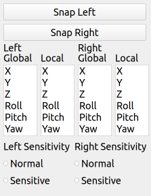 Snap Left
Snap Right
Left Right
Global Local Global Local
X X X X
Y Y Y Y
Z Z Z Z
Roll Roll Roll Roll
Pitch Pitch Pitch Pitch
Yaw Yaw Yaw Yaw
Left Sensitivity Right Sensitivity
Normal Normal
Sensitive Sensitive